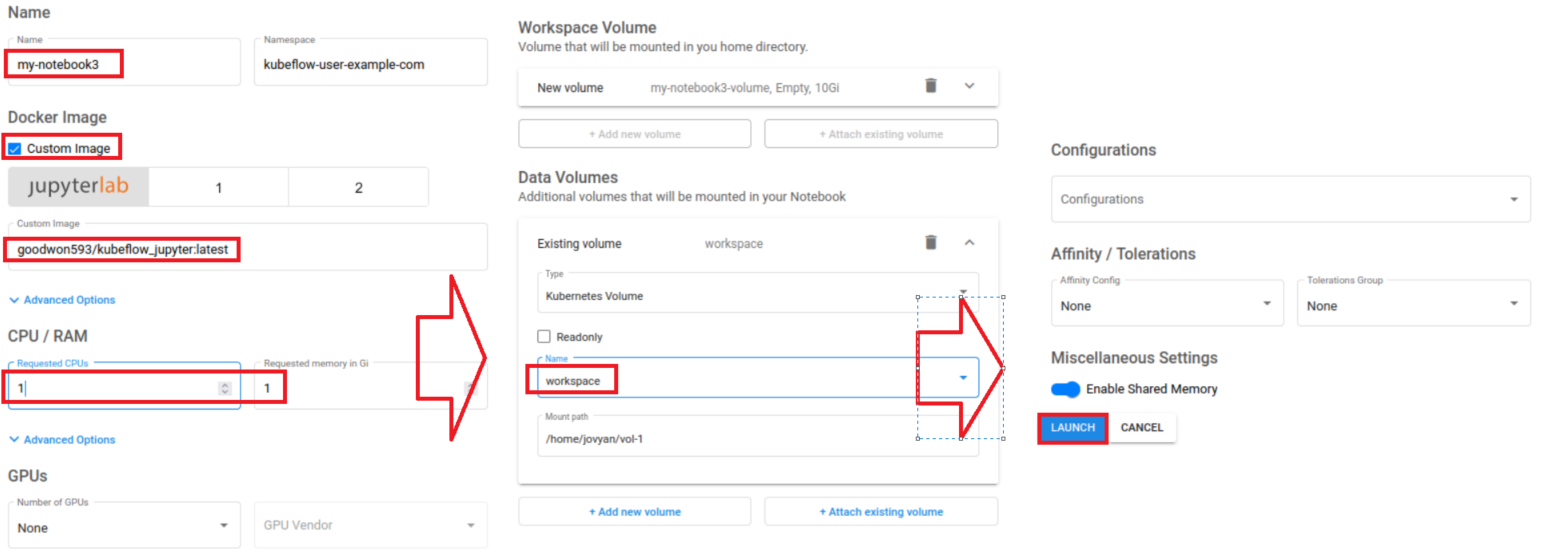 Name
Name
my-notebook3
Namespace
kubeflow-user-example-com
Docker Image
Custom Image
jupyterlab
1
2
Custom Image
goodwon593/kubeflow_jupyter:latest
Advanced Options
CPU / RAM
Requested CPUs
1
Requested memory in Gi
1
Advanced Options
GPUs
Number of GPUs
None
GPU Vendor
Workspace Volume
Volume that will be mounted in you home directory.
New volume
my-notebook3-volume, Empty, 10Gi
+ Add new volume
+ Attach existing volume
Data Volumes
Additional volumes that will be mounted in your Notebook
Existing volume
workspace
Type
Kubernetes Volume
Readonly
Name
workspace
Mount path
/home/jovyan/vol-1
+ Add new volume
+ Attach existing volume
Configurations
Configurations
Affinity / Tolerations
Affinity Config
None
Tolerations Group
None
Miscellaneous Settings
Enable Shared Memory
LAUNCH
CANCEL